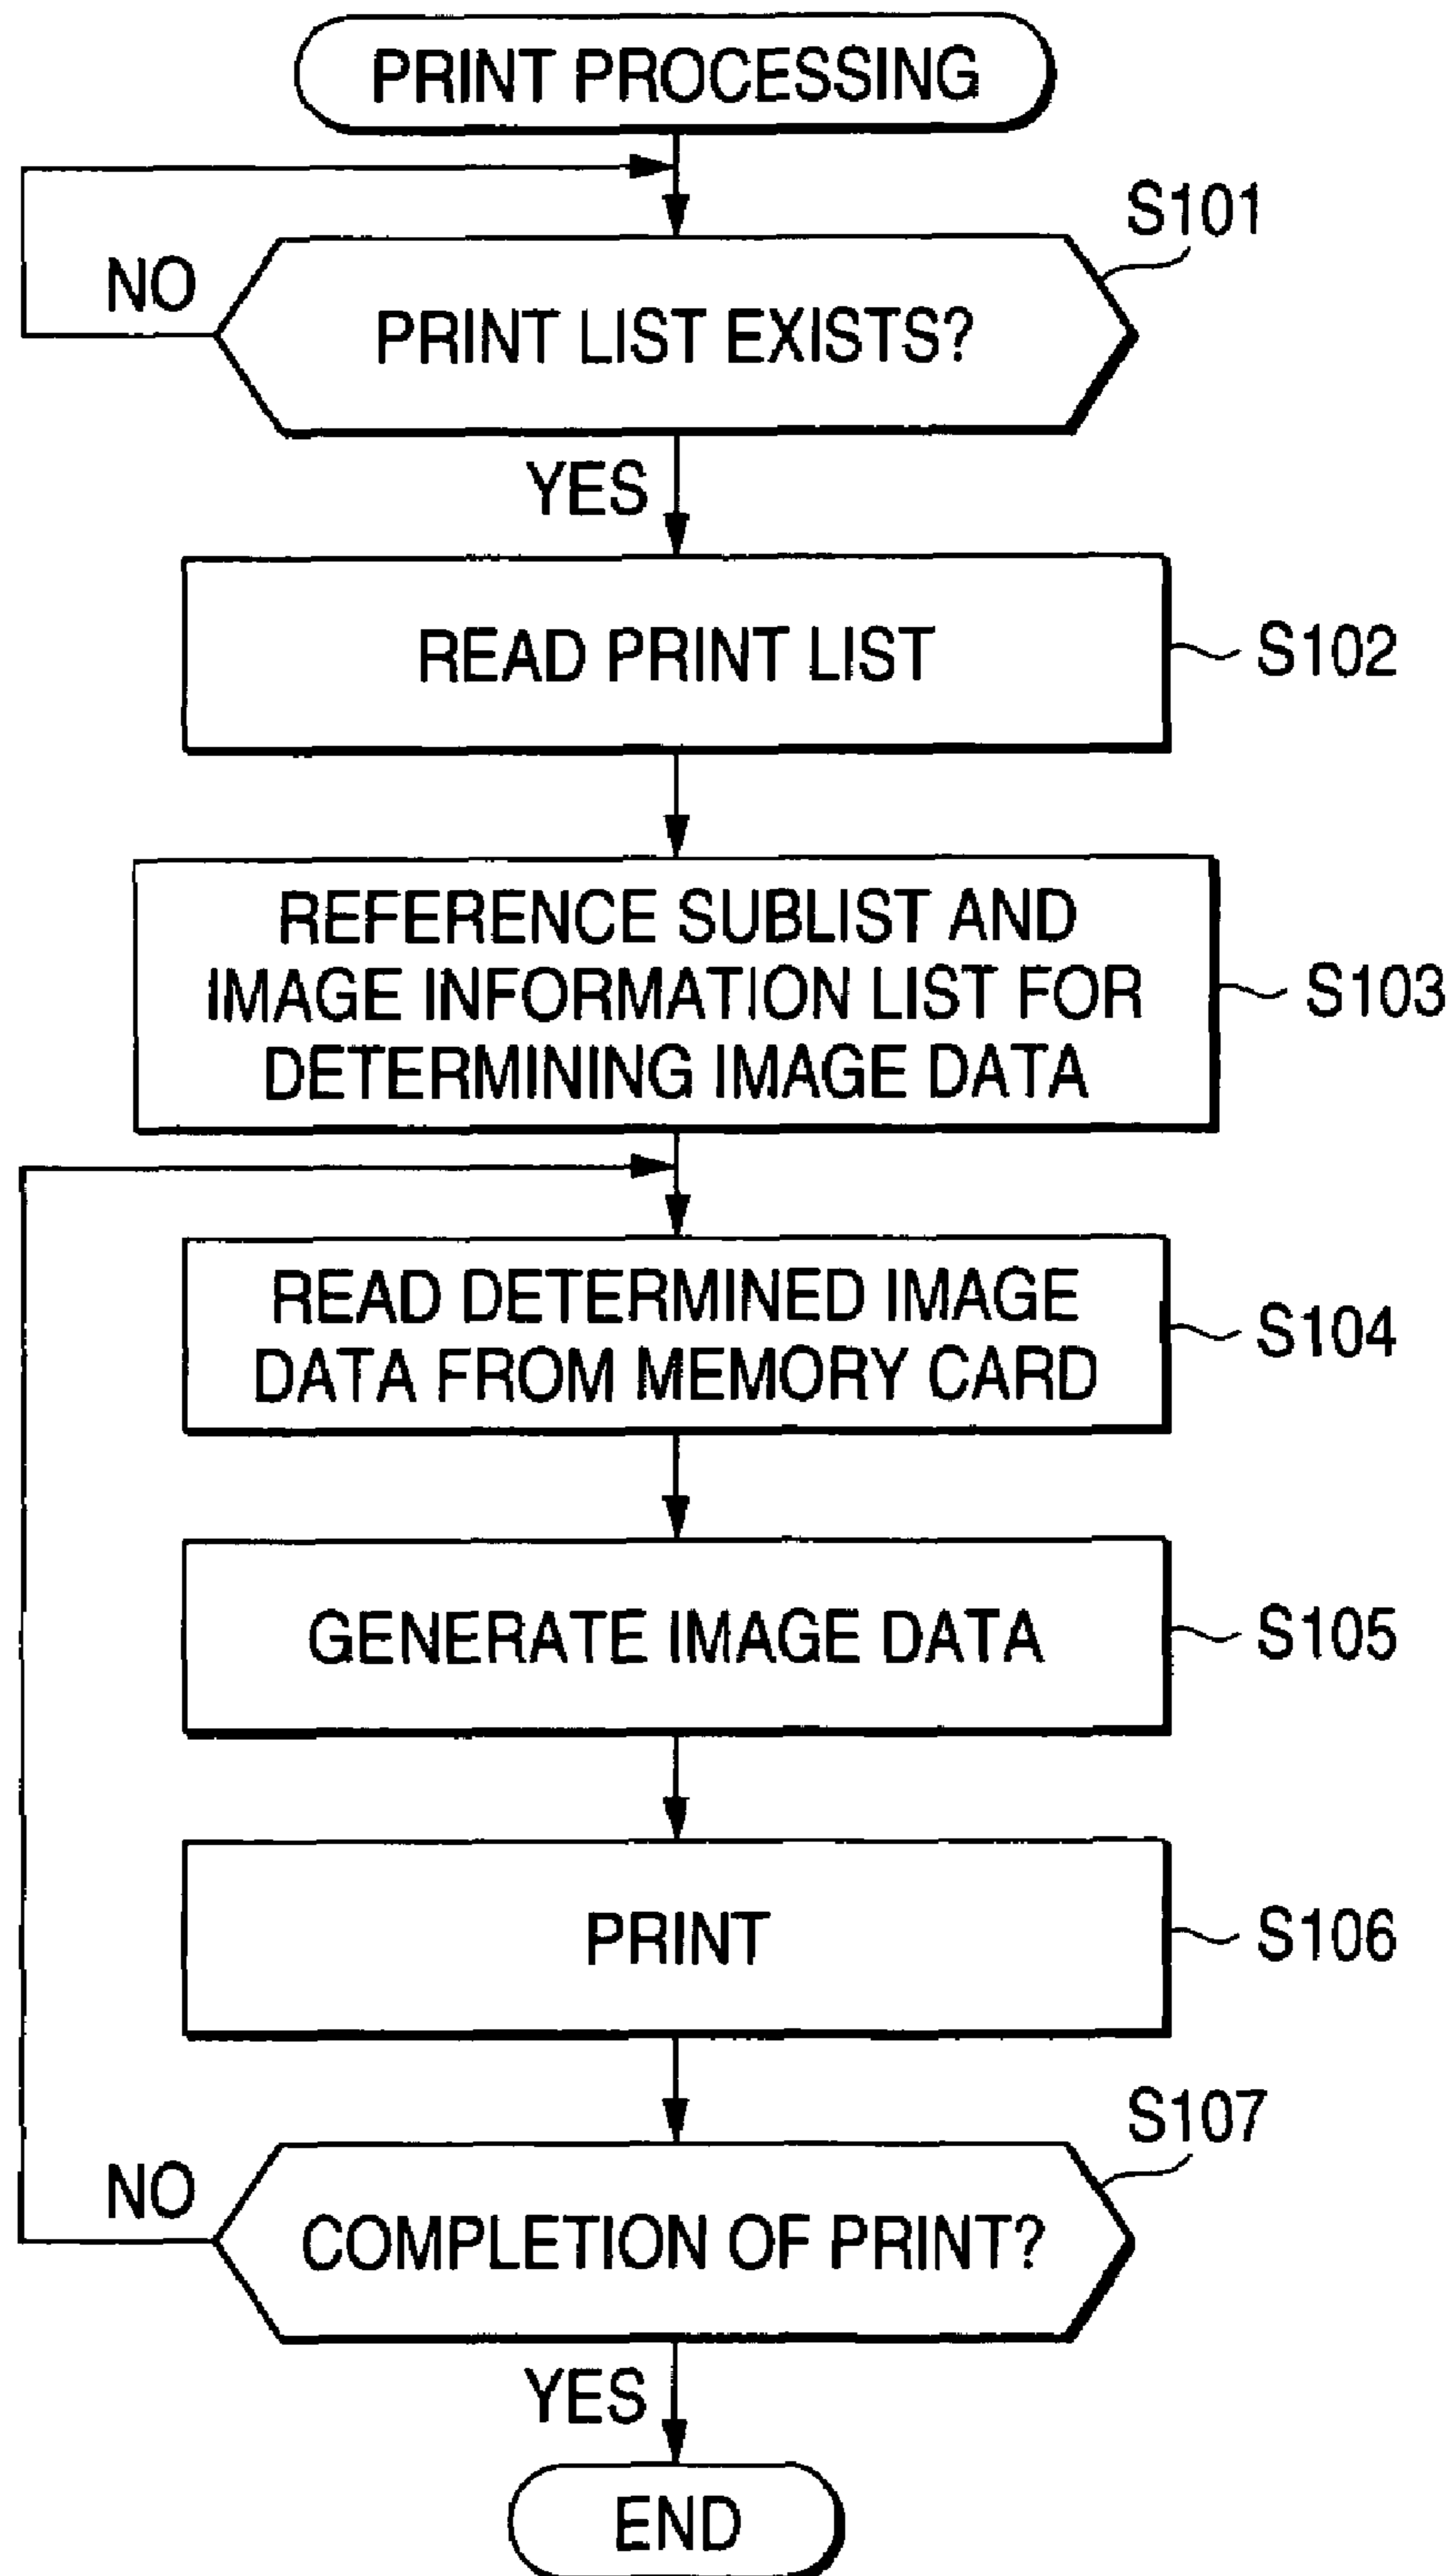 PRINT PROCESSING
S101
NO
PRINT LIST EXISTS?
YES
READ PRINT LIST
S102
REFERENCE SUBLIST AND
IMAGE INFORMATION LIST FOR
DETERMINING IMAGE DATA
S103
READ DETERMINED IMAGE
DATA FROM MEMORY CARD
S104
GENERATE IMAGE DATA
S105
PRINT
S106
S107
NO
COMPLETION OF PRINT?
YES
END